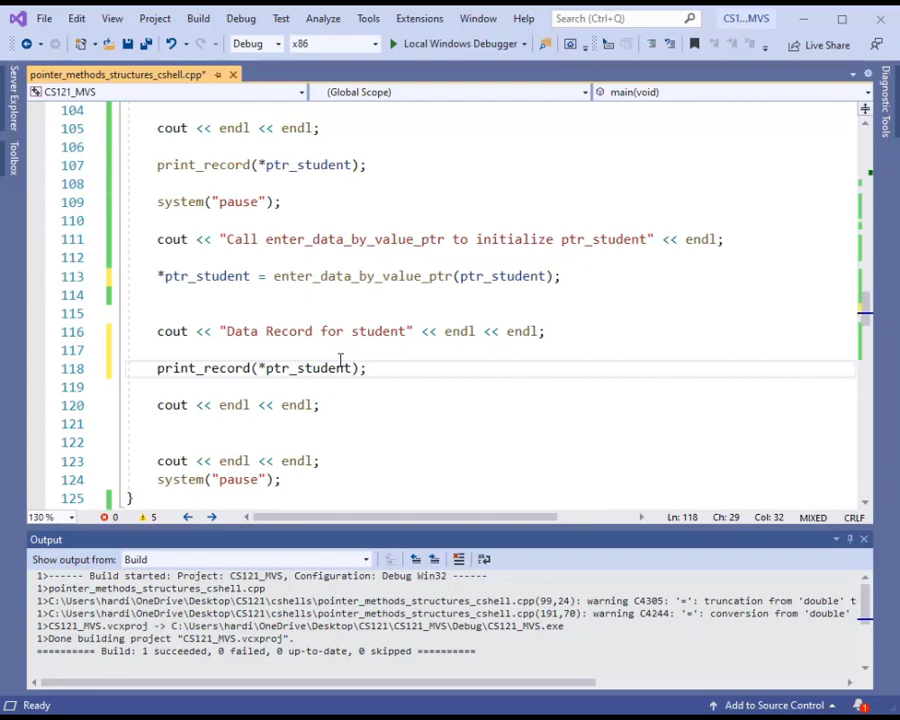 File Edit View Project Build Debug Test Analyze Tools Extensions Window Help Search (Ctrl+Q) CS1...MVS
Debug x86 Local Windows Debugger Live Share
pointer_methods_structures_cshell.cpp*
CS121_MVS (Global Scope) main(void)
Server Explorer
Toolbox
Diagnostic Tools
104
105 cout << endl << endl;
106
107 print_record(*ptr_student);
108
109 system("pause");
110
111 cout << "Call enter_data_by_value_ptr to initialize ptr_student" << endl;
112
113 *ptr_student = enter_data_by_value_ptr(ptr_student);
114
115
116 cout << "Data Record for student" << endl << endl;
117
118 print_record(*ptr_student);
119
120 cout << endl << endl;
121
122
123 cout << endl << endl;
124 system("pause");
125 }
130 % 0 5 Ln: 118 Ch: 29 Col: 32 MIXED CRLF
Output
Show output from: Build
1>------ Build started: Project: CS121_MVS, Configuration: Debug Win32 ------
1>pointer_methods_structures_cshell.cpp
1>C:\Users\hardi\OneDrive\Desktop\CS121\cshells\pointer_methods_structures_cshell.cpp(99,24): warning C4305: '=': truncation from 'double' t
1>C:\Users\hardi\OneDrive\Desktop\CS121\cshells\pointer_methods_structures_cshell.cpp(191,70): warning C4244: '=': conversion from 'double'
1>CS121_MVS.vcxproj -> C:\Users\hardi\OneDrive\Desktop\CS121\CS121_MVS\Debug\CS121_MVS.exe
1>Done building project "CS121_MVS.vcxproj".
========== Build: 1 succeeded, 0 failed, 0 up-to-date, 0 skipped ==========
Ready Add to Source Control 1